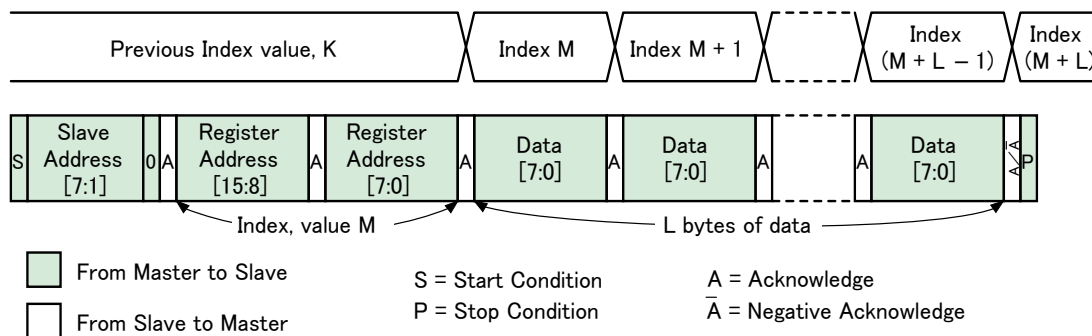 Previous Index value, K
Index M
Index M + 1
Index
(M + L − 1)
Index
(M + L)
S
Slave
Address
[7:1]
0
A
Register
Address
[15:8]
A
Register
Address
[7:0]
A
Data
[7:0]
A
Data
[7:0]
A
A
Data
[7:0]
A/A̅
P
Index, value M
L bytes of data
From Master to Slave
From Slave to Master
S = Start Condition
P = Stop Condition
A = Acknowledge
A̅ = Negative Acknowledge